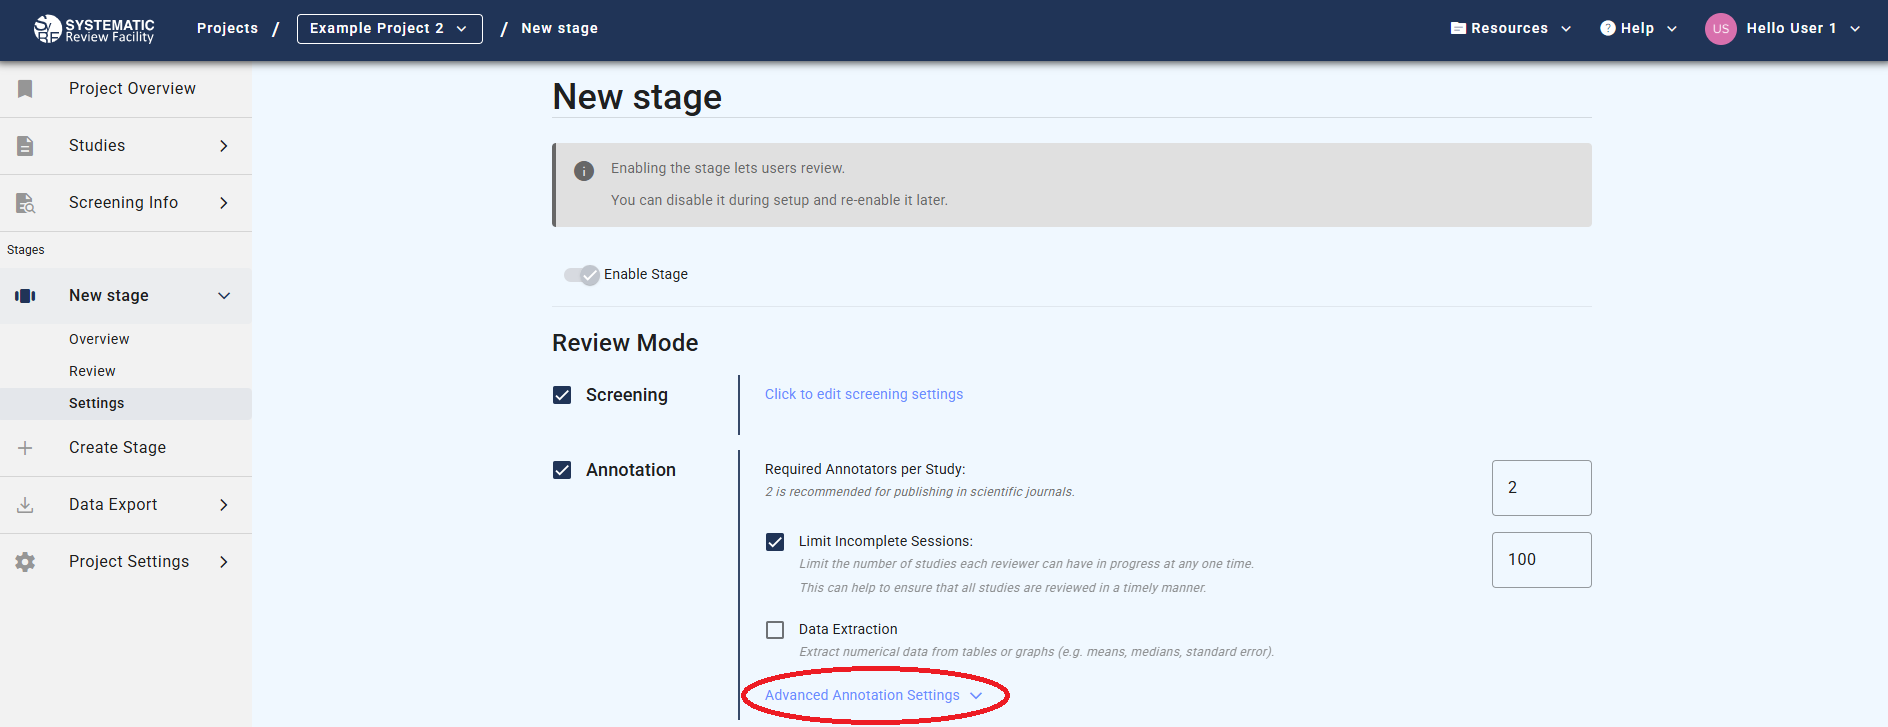 SYSTEMATIC
Review Facility
Projects / Example Project 2 / New stage
Resources
Help
US
Hello User 1
Project Overview
Studies
Screening Info
Stages
New stage
Overview
Review
Settings
Create Stage
Data Export
Project Settings
New stage
Enabling the stage lets users review.
You can disable it during setup and re-enable it later.
Enable Stage
Review Mode
Screening
Click to edit screening settings
Annotation
Required Annotators per Study:
2 is recommended for publishing in scientific journals.
2
Limit Incomplete Sessions:
Limit the number of studies each reviewer can have in progress at any one time.
This can help to ensure that all studies are reviewed in a timely manner.
100
Data Extraction
Extract numerical data from tables or graphs (e.g. means, medians, standard error).
Advanced Annotation Settings